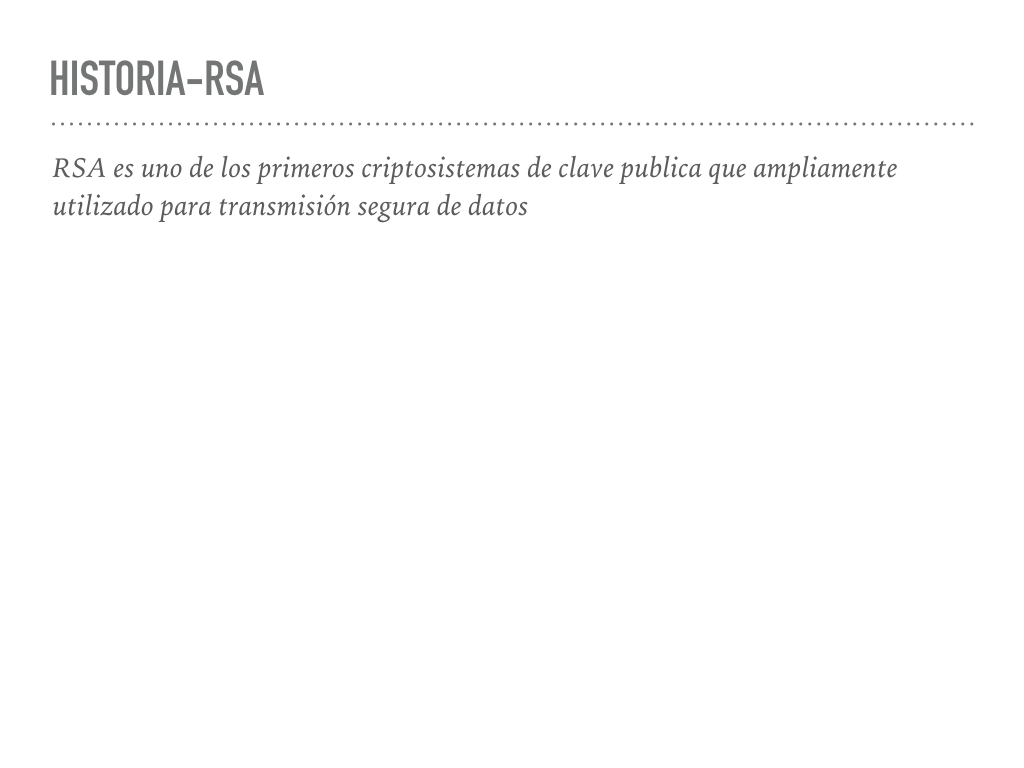 HISTORIA-RSA
RSA es uno de los primeros criptosistemas de clave publica que ampliamente
utilizado para transmisión segura de datos